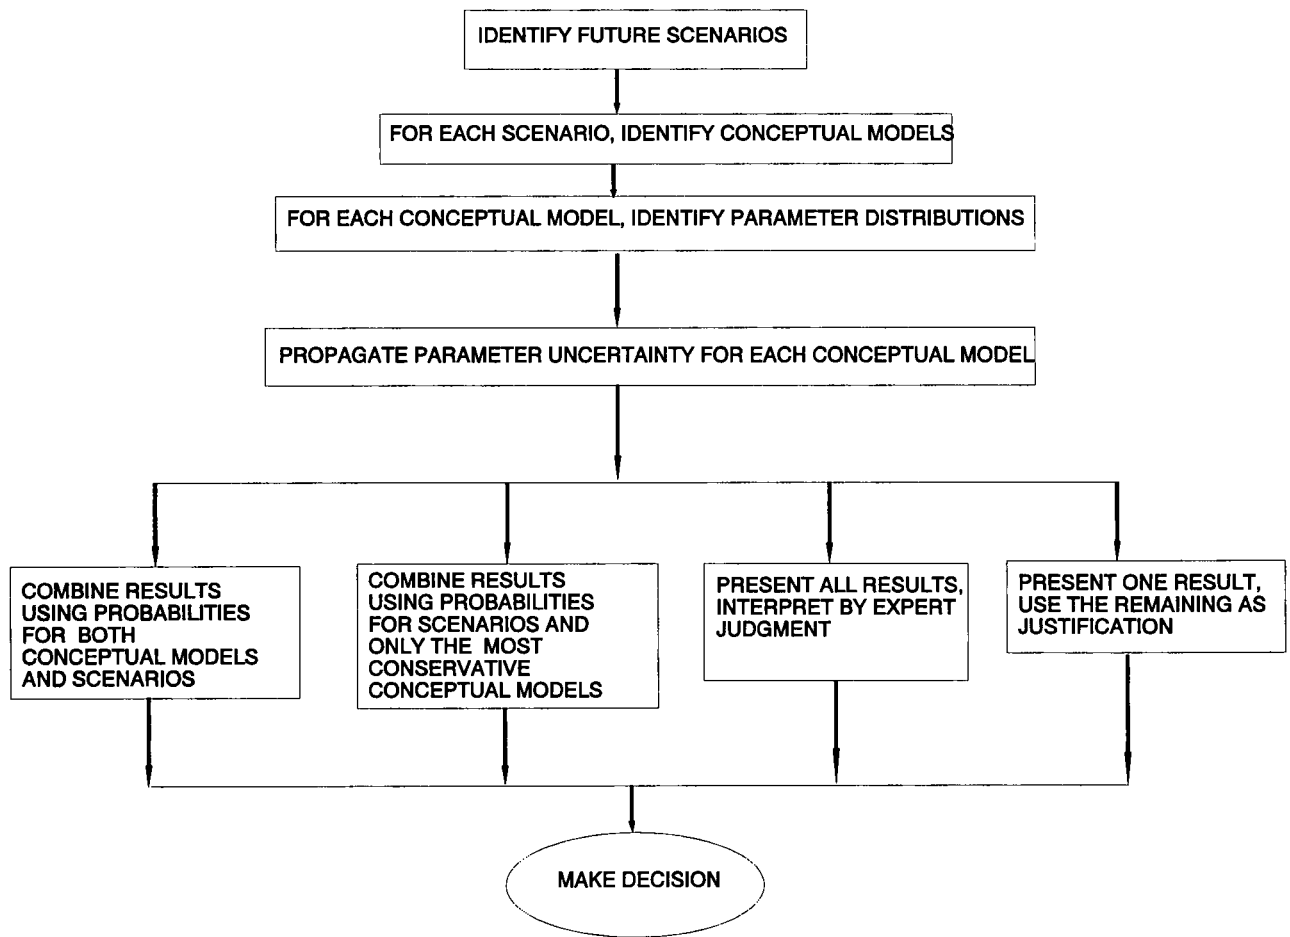 IDENTIFY FUTURE SCENARIOS
FOR EACH SCENARIO, IDENTIFY CONCEPTUAL MODELS
FOR EACH CONCEPTUAL MODEL, IDENTIFY PARAMETER DISTRIBUTIONS
PROPAGATE PARAMETER UNCERTAINTY FOR EACH CONCEPTUAL MODEL
COMBINE RESULTS
USING PROBABILITIES
FOR BOTH
CONCEPTUAL MODELS
AND SCENARIOS
COMBINE RESULTS
USING PROBABILITIES
FOR SCENARIOS AND
ONLY THE MOST
CONSERVATIVE
CONCEPTUAL MODELS
PRESENT ALL RESULTS,
INTERPRET BY EXPERT
JUDGMENT
PRESENT ONE RESULT,
USE THE REMAINING AS
JUSTIFICATION
MAKE DECISION